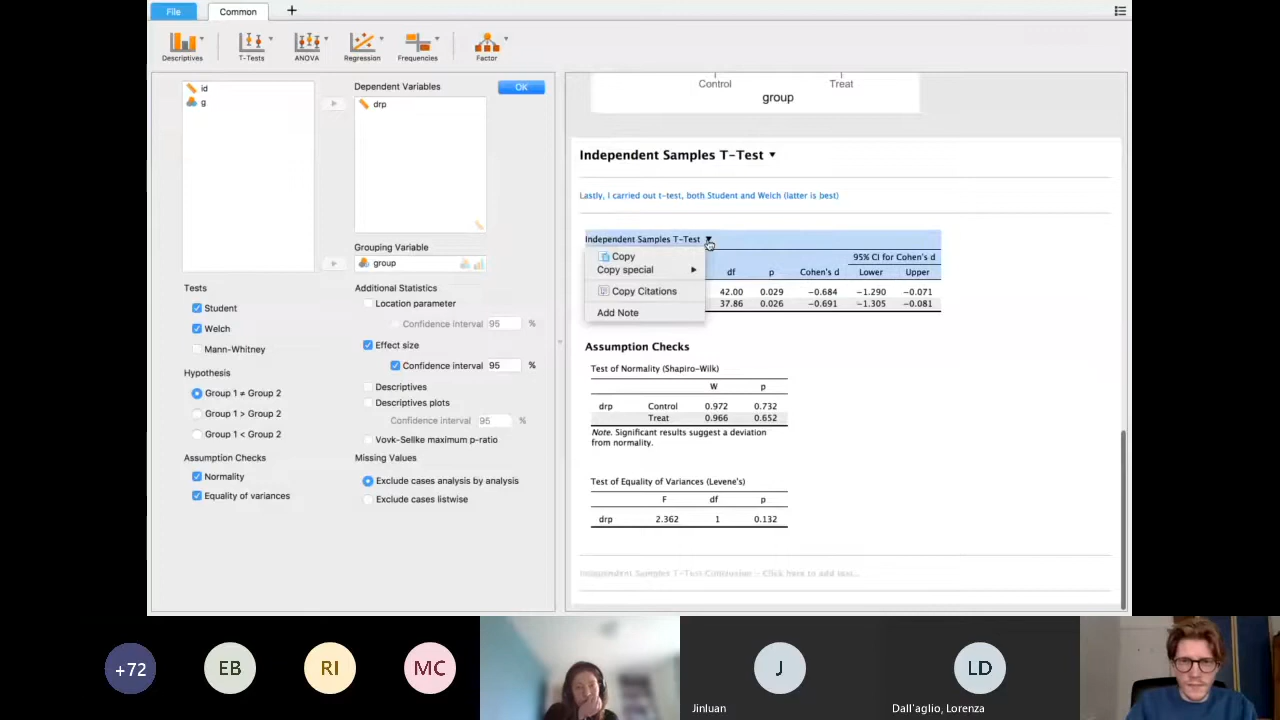 File
Common
+
Descriptives
T-Tests
ANOVA
Regression
Frequencies
Factor
id
g
Dependent Variables
OK
drp
Grouping Variable
group
Tests
Student
Welch
Mann-Whitney
Hypothesis
Group 1 ≠ Group 2
Group 1 > Group 2
Group 1 < Group 2
Assumption Checks
Normality
Equality of variances
Additional Statistics
Location parameter
Confidence interval 95 %
Effect size
Confidence interval 95 %
Descriptives
Descriptives plots
Confidence interval 95 %
Vovk-Sellke maximum p-ratio
Missing Values
Exclude cases analysis by analysis
Exclude cases listwise
Control Treat
group
Independent Samples T-Test
Lastly, I carried out t-test, both Student and Welch (latter is best)
Independent Samples T-Test
95% CI for Cohen's d
df p Cohen's d Lower Upper
42.00 0.029 −0.684 −1.290 −0.071
37.86 0.026 −0.691 −1.305 −0.081
Copy
Copy special
Copy Citations
Add Note
Assumption Checks
Test of Normality (Shapiro-Wilk)
W p
drp Control 0.972 0.732
Treat 0.966 0.652
Note. Significant results suggest a deviation
from normality.
Test of Equality of Variances (Levene's)
F df p
drp 2.362 1 0.132
+72
EB
RI
MC
J
Jinluan
LD
Dall'aglio, Lorenza